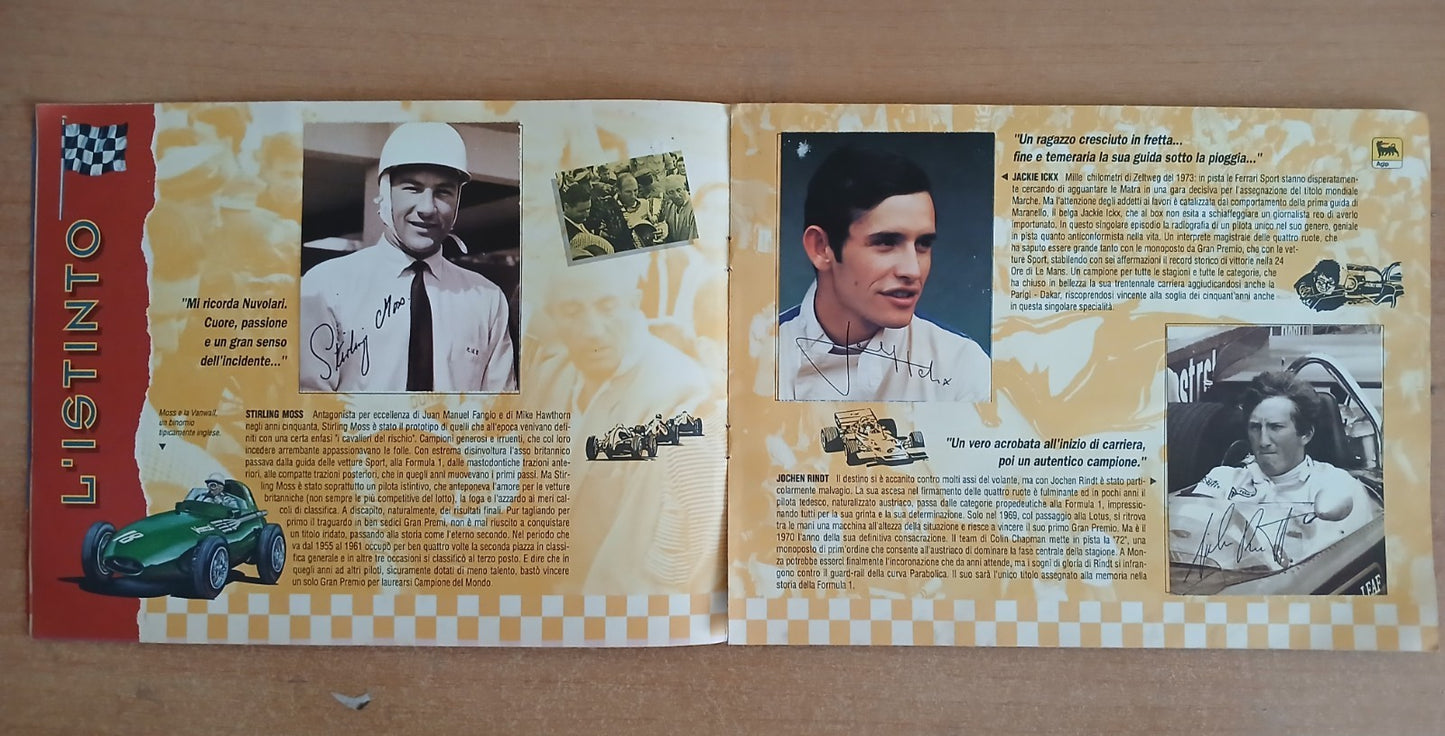 L'ISTINTO
"Mi ricorda Nuvolari.
Cuore, passione
e un gran senso
dell'incidente..."
Stirling Moss
Moss e la Vanwall,
un binomio
tipicamente inglese.
STIRLING MOSS Antagonista per eccellenza di Juan Manuel Fangio e di Mike Hawthorn
negli anni cinquanta, Stirling Moss è stato il prototipo di quelli che all'epoca venivano defi-
niti con una certa enfasi "i cavalieri del rischio". Campioni generosi e irruenti, che col loro
incedere arrembante appassionavano le folle. Con estrema disinvoltura l'asso britannico
passava dalla guida delle vetture Sport, alla Formula 1, dalle mastodontiche trazioni ante-
riori, alle compatte trazioni posteriori, che in quegli anni muovevano i primi passi. Ma Stir-
ling Moss è stato soprattutto un pilota istintivo, che anteponeva l'amore per le vetture
britanniche (non sempre le più competitive del lotto), la foga e l'azzardo ai meri cal-
coli di classifica. A discapito, naturalmente, dei risultati finali. Pur tagliando per
primo il traguardo in ben sedici Gran Premi, non è mai riuscito a conquistare
un titolo iridato, passando alla storia come l'eterno secondo. Nel periodo che
va dal 1955 al 1961 occupò per ben quattro volte la seconda piazza in classi-
fica generale e in altre tre occasioni si classificò al terzo posto. E dire che in
quegli anni ad altri piloti, sicuramente dotati di meno talento, bastò vincere
un solo Gran Premio per laurearsi Campione del Mondo.
18
"Un ragazzo cresciuto in fretta...
fine e temeraria la sua guida sotto la pioggia..."
Agip
JACKIE ICKX Mille chilometri di Zeltweg del 1973: in pista le Ferrari Sport stanno disperatamen-
te cercando di agguantare le Matra in una gara decisiva per l'assegnazione del titolo mondiale
Marche. Ma l'attenzione degli addetti ai lavori è catalizzata dal comportamento della prima guida di
Maranello, il belga Jackie Ickx, che al box non esita a schiaffeggiare un giornalista reo di averlo
importunato. In questo singolare episodio la radiografia di un pilota unico nel suo genere, geniale
in pista quanto anticonformista nella vita. Un interprete magistrale delle quattro ruote, che
ha saputo essere grande tanto con le monoposto da Gran Premio, che con le vet-
ture Sport, stabilendo con sei affermazioni il record storico di vittorie nella 24
Ore di Le Mans. Un campione per tutte le stagioni e tutte le categorie, che
ha chiuso in bellezza la sua trentennale carriera aggiudicandosi anche la
Parigi - Dakar, riscoprendosi vincente alla soglia dei cinquant'anni anche
in questa singolare specialità.
"Un vero acrobata all'inizio di carriera,
poi un autentico campione."
JOCHEN RINDT Il destino si è accanito contro molti assi del volante, ma con Jochen Rindt è stato parti-
colarmente malvagio. La sua ascesa nel firmamento delle quattro ruote è fulminante ed in pochi anni il
pilota tedesco, naturalizzato austriaco, passa dalle categorie propedeutiche alla Formula 1, impressio-
nando tutti per la sua grinta e la sua determinazione. Solo nel 1969, col passaggio alla Lotus, si ritrova
tra le mani una macchina all'altezza della situazione e riesce a vincere il suo primo Gran Premio. Ma è il
1970 l'anno della sua definitiva consacrazione. Il team di Colin Chapman mette in pista la "72", una
monoposto di prim'ordine che consente all'austriaco di dominare la fase centrale della stagione. A Mon-
za potrebbe esserci finalmente l'incoronazione che da anni attende, ma i sogni di gloria di Rindt si infran-
gono contro il guard-rail della curva Parabolica. Il suo sarà l'unico titolo assegnato alla memoria nella
storia della Formula 1.
LEAF